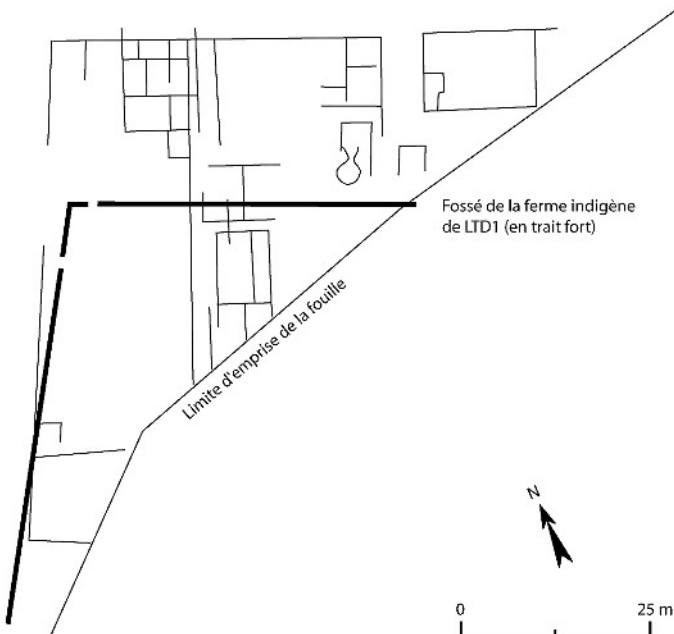 Fossé de la ferme indigène
de LTD1 (en trait fort)
Limite d'emprise de la fouille
N
0 25 m